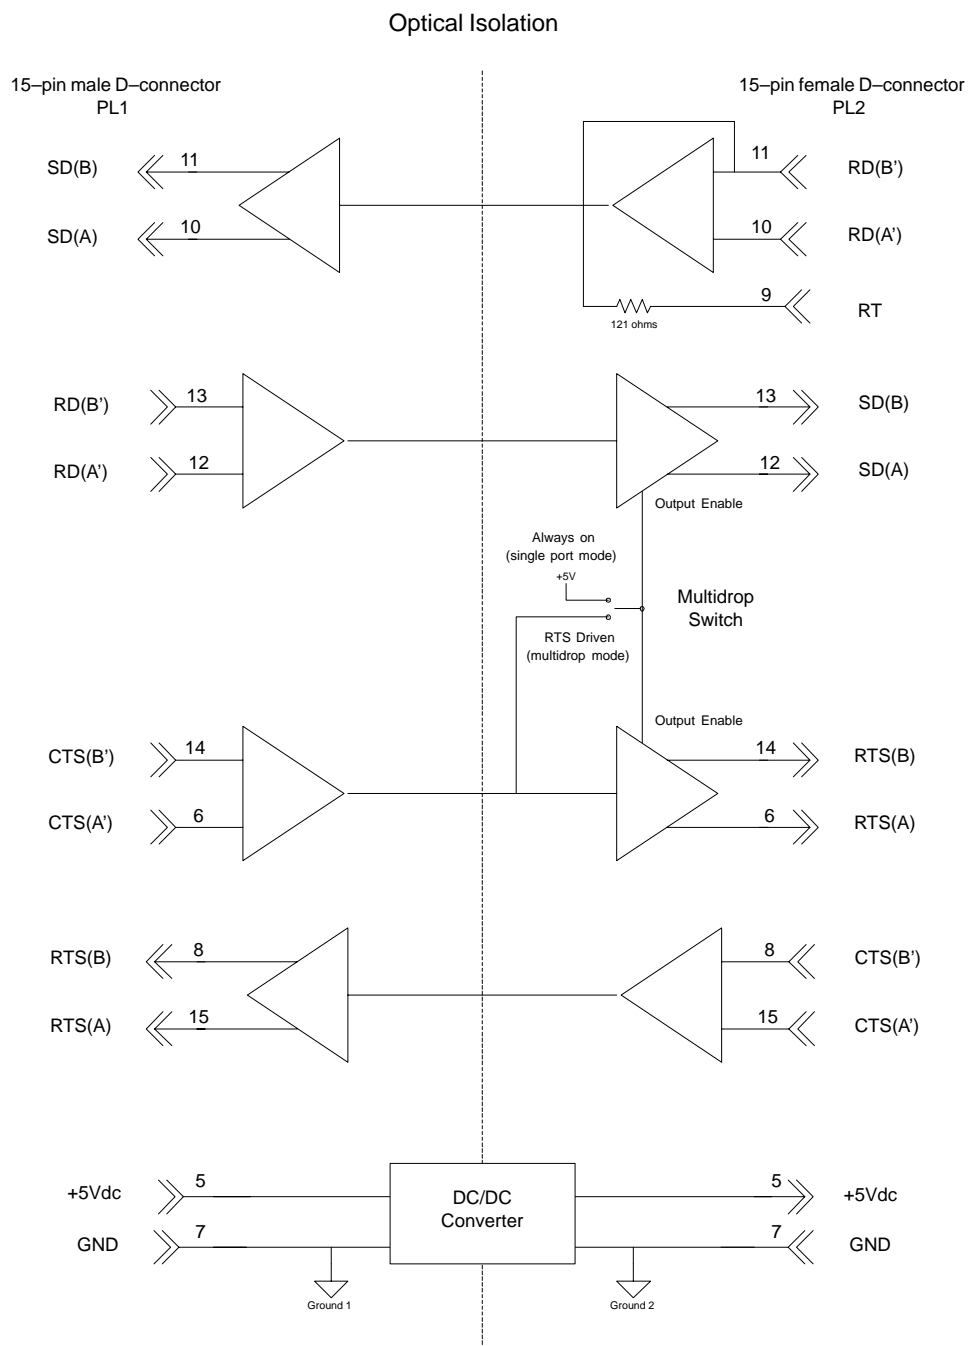 Optical Isolation
15–pin male D–connector
PL1
15–pin female D–connector
PL2
SD(B)
11
11
RD(B’)
SD(A)
10
10
RD(A’)
9
RT
121 ohms
RD(B’)
13
13
SD(B)
RD(A’)
12
12
SD(A)
Output Enable
Always on
(single port mode)
+5V
Multidrop
Switch
RTS Driven
(multidrop mode)
Output Enable
CTS(B’)
14
14
RTS(B)
CTS(A’)
6
6
RTS(A)
RTS(B)
8
8
CTS(B’)
RTS(A)
15
15
CTS(A’)
+5Vdc
5
DC/DC
Converter
5
+5Vdc
GND
7
7
GND
Ground 1
Ground 2